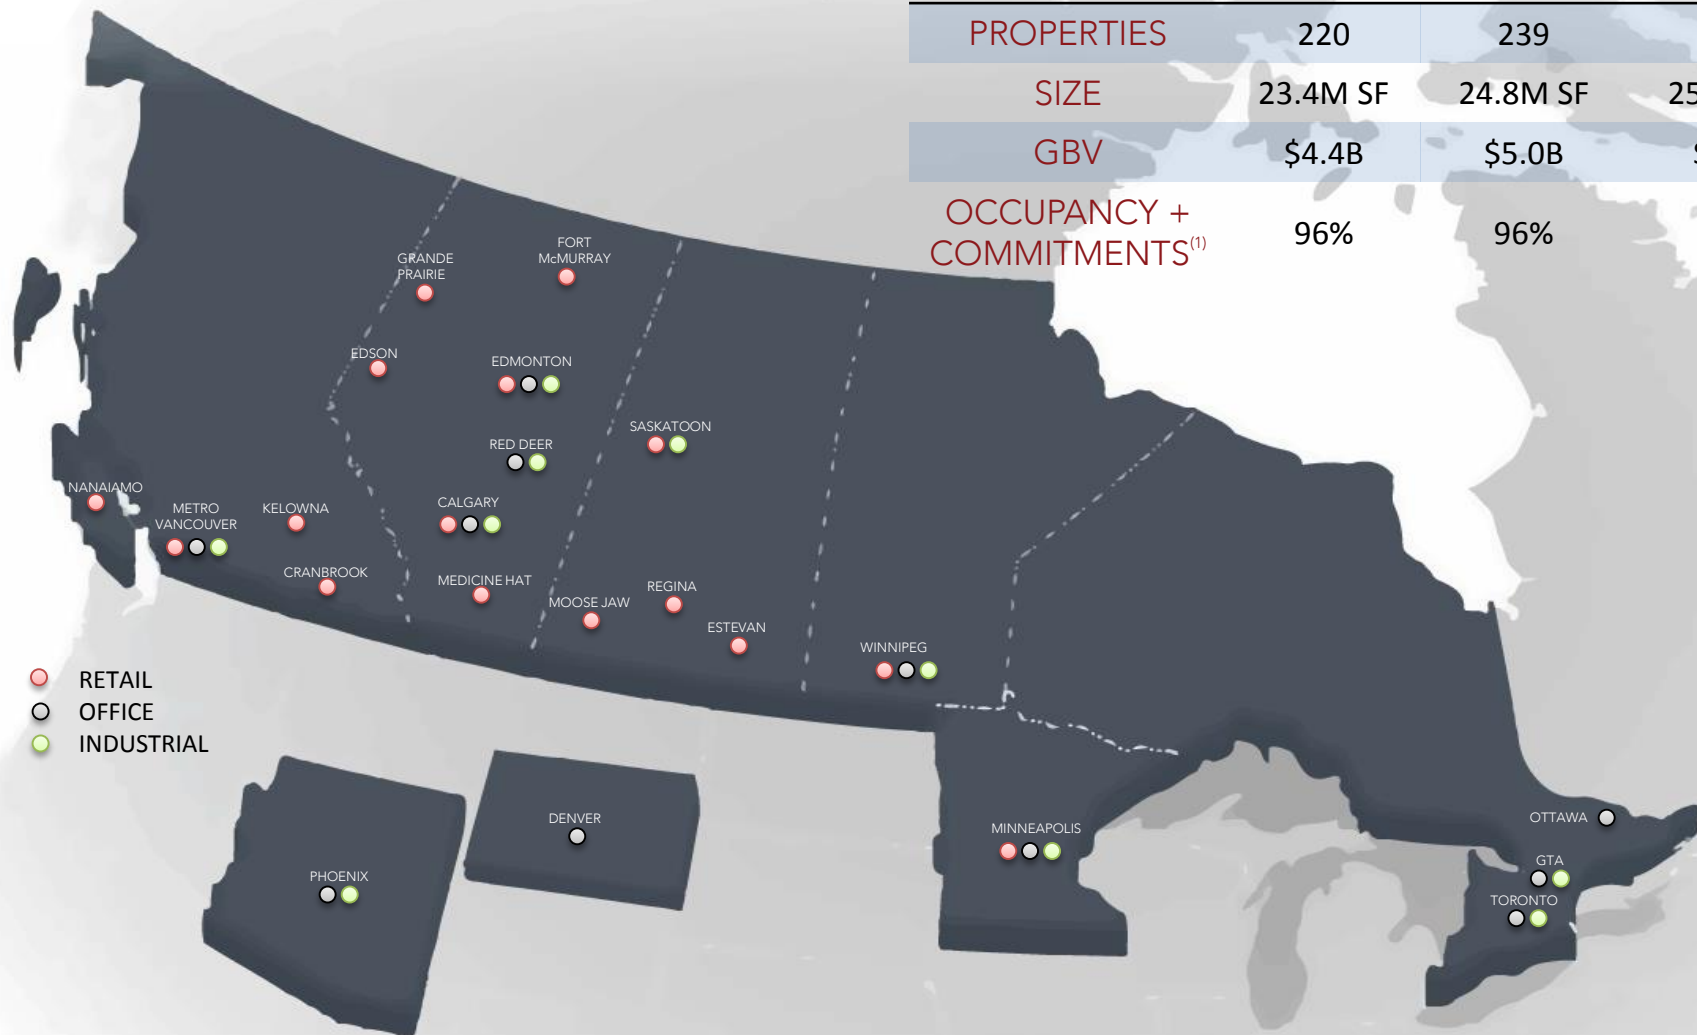 PROPERTIES 220 239
SIZE 23.4M SF 24.8M SF 25
GBV $4.4B $5.0B $
OCCUPANCY +
COMMITMENTS(1) 96% 96%
FORT
McMURRAY
GRANDE
PRAIRIE
EDSON
EDMONTON
SASKATOON
RED DEER
NANAIAMO
METRO
VANCOUVER
KELOWNA
CALGARY
CRANBROOK
MEDICINE HAT
MOOSE JAW
REGINA
ESTEVAN
WINNIPEG
RETAIL
OFFICE
INDUSTRIAL
DENVER
PHOENIX
MINNEAPOLIS
OTTAWA
GTA
TORONTO